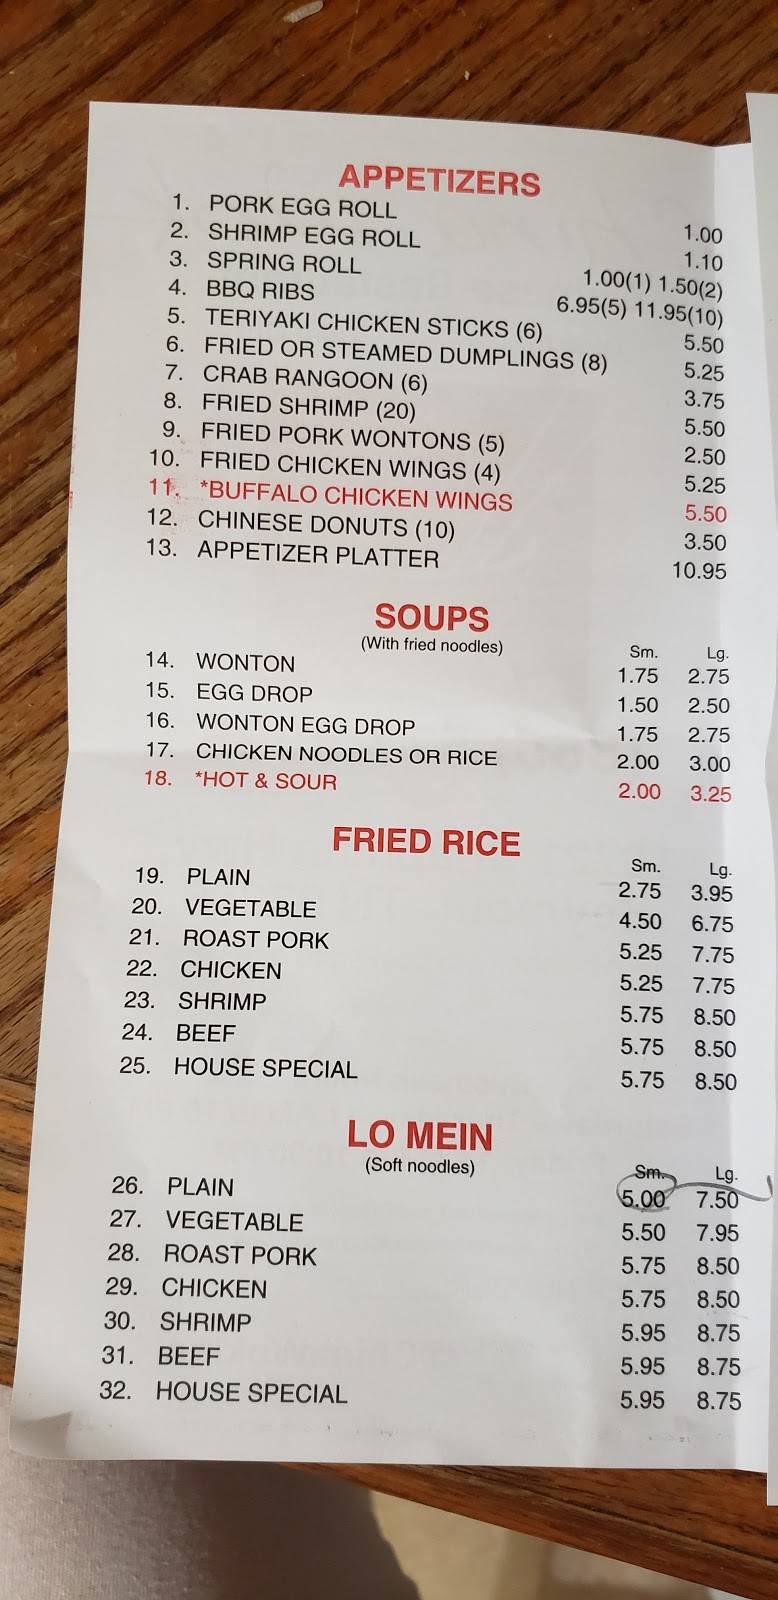 APPETIZERS
1. PORK EGG ROLL 1.00
2. SHRIMP EGG ROLL 1.10
3. SPRING ROLL 1.00(1) 1.50(2)
4. BBQ RIBS 6.95(5) 11.95(10)
5. TERIYAKI CHICKEN STICKS (6) 5.50
6. FRIED OR STEAMED DUMPLINGS (8) 5.25
7. CRAB RANGOON (6) 3.75
8. FRIED SHRIMP (20) 5.50
9. FRIED PORK WONTONS (5) 2.50
10. FRIED CHICKEN WINGS (4) 5.25
11. *BUFFALO CHICKEN WINGS 5.50
12. CHINESE DONUTS (10) 3.50
13. APPETIZER PLATTER 10.95
SOUPS
(With fried noodles) Sm. Lg.
14. WONTON 1.75 2.75
15. EGG DROP 1.50 2.50
16. WONTON EGG DROP 1.75 2.75
17. CHICKEN NOODLES OR RICE 2.00 3.00
18. *HOT & SOUR 2.00 3.25
FRIED RICE
Sm. Lg.
19. PLAIN 2.75 3.95
20. VEGETABLE 4.50 6.75
21. ROAST PORK 5.25 7.75
22. CHICKEN 5.25 7.75
23. SHRIMP 5.75 8.50
24. BEEF 5.75 8.50
25. HOUSE SPECIAL 5.75 8.50
LO MEIN
(Soft noodles) Sm. Lg.
26. PLAIN 5.00 7.50
27. VEGETABLE 5.50 7.95
28. ROAST PORK 5.75 8.50
29. CHICKEN 5.75 8.50
30. SHRIMP 5.95 8.75
31. BEEF 5.95 8.75
32. HOUSE SPECIAL 5.95 8.75